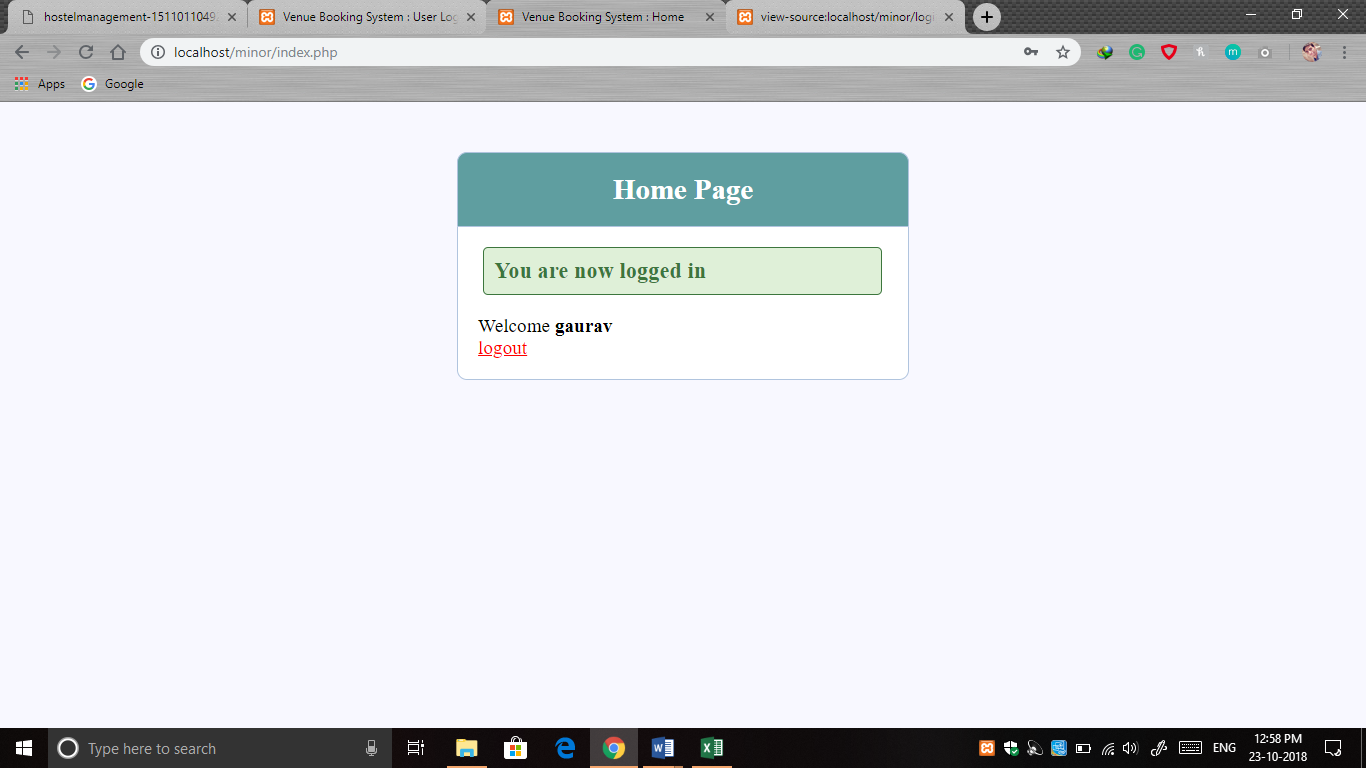 hostelmanagement-1511011049
Venue Booking System : User Log
Venue Booking System : Home
view-source:localhost/minor/logi
localhost/minor/index.php
Apps
Google
Home Page
You are now logged in
Welcome gaurav
logout
Type here to search
ENG
12:58 PM
23-10-2018